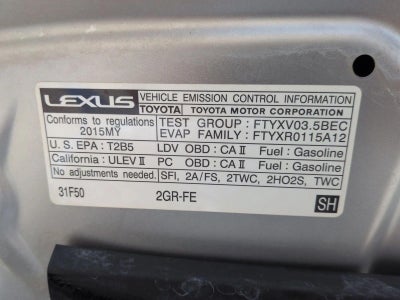 LEXUS VEHICLE EMISSION CONTROL INFORMATION
TOYOTA TOYOTA MOTOR CORPORATION
Conforms to regulations
2015MY
TEST GROUP : FTYXV03.5BEC
EVAP FAMILY : FTYXR0115A12
U. S. EPA : T2B5 LDV OBD : CA II Fuel : Gasoline
California : ULEV II PC OBD : CA II Fuel : Gasoline
No adjustments needed. SFI, 2A/FS, 2TWC, 2HO2S, TWC
31F50 2GR-FE SH